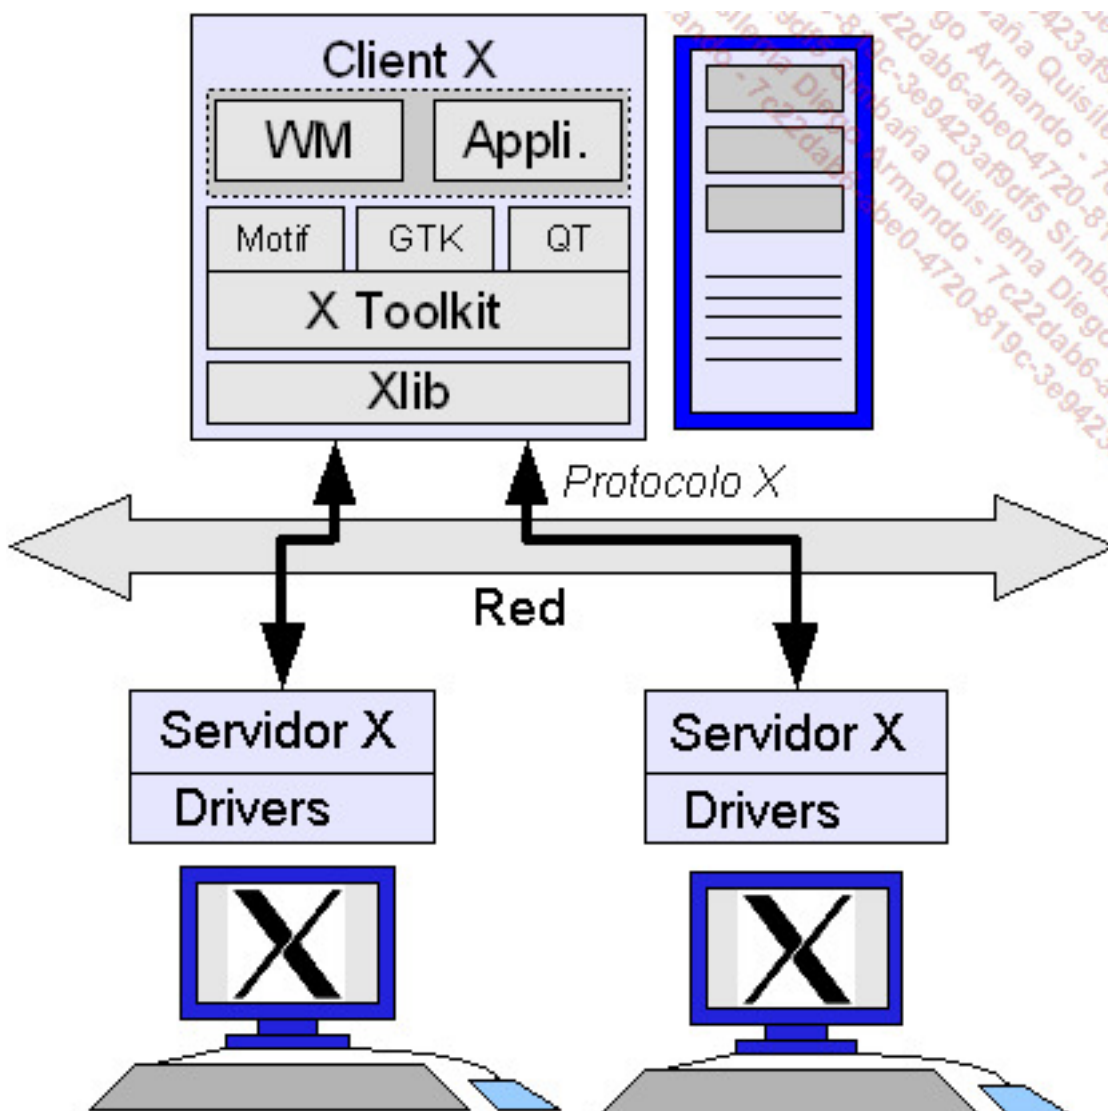 Client X
WM
Appli.
Motif
GTK
QT
X Toolkit
Xlib
Protocolo X
Red
Servidor X
Drivers
Servidor X
Drivers
X
X